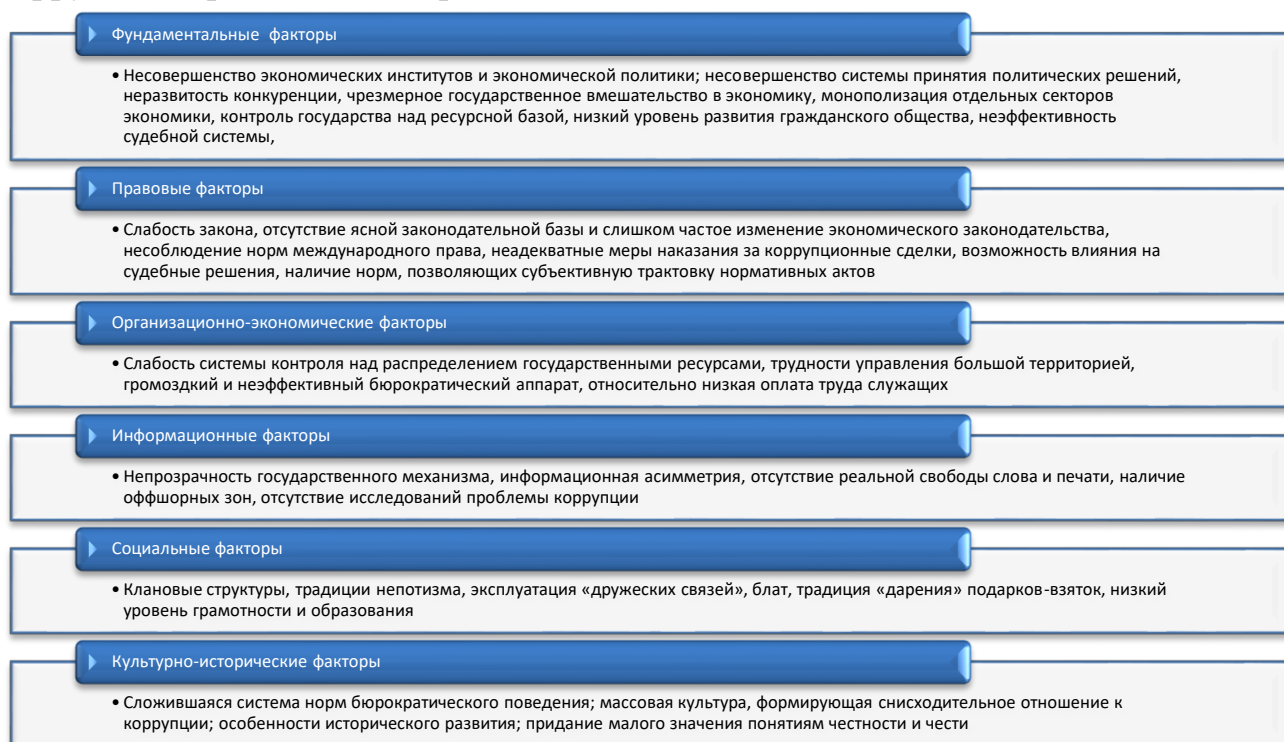 Фундаментальные факторы
• Несовершенство экономических институтов и экономической политики; несовершенство системы принятия политических решений,
неразвитость конкуренции, чрезмерное государственное вмешательство в экономику, монополизация отдельных секторов
экономики, контроль государства над ресурсной базой, низкий уровень развития гражданского общества, неэффективность
судебной системы,
Правовые факторы
• Слабость закона, отсутствие ясной законодательной базы и слишком частое изменение экономического законодательства,
несоблюдение норм международного права, неадекватные меры наказания за коррупционные сделки, возможность влияния на
судебные решения, наличие норм, позволяющих субъективную трактовку нормативных актов
Организационно-экономические факторы
• Слабость системы контроля над распределением государственными ресурсами, трудности управления большой территорией,
громоздкий и неэффективный бюрократический аппарат, относительно низкая оплата труда служащих
Информационные факторы
• Непрозрачность государственного механизма, информационная асимметрия, отсутствие реальной свободы слова и печати, наличие
оффшорных зон, отсутствие исследований проблемы коррупции
Социальные факторы
• Клановые структуры, традиции непотизма, эксплуатация «дружеских связей», блат, традиция «дарения» подарков-взяток, низкий
уровень грамотности и образования
Культурно-исторические факторы
• Сложившаяся система норм бюрократического поведения; массовая культура, формирующая снисходительное отношение к
коррупции; особенности исторического развития; придание малого значения понятиям честности и чести